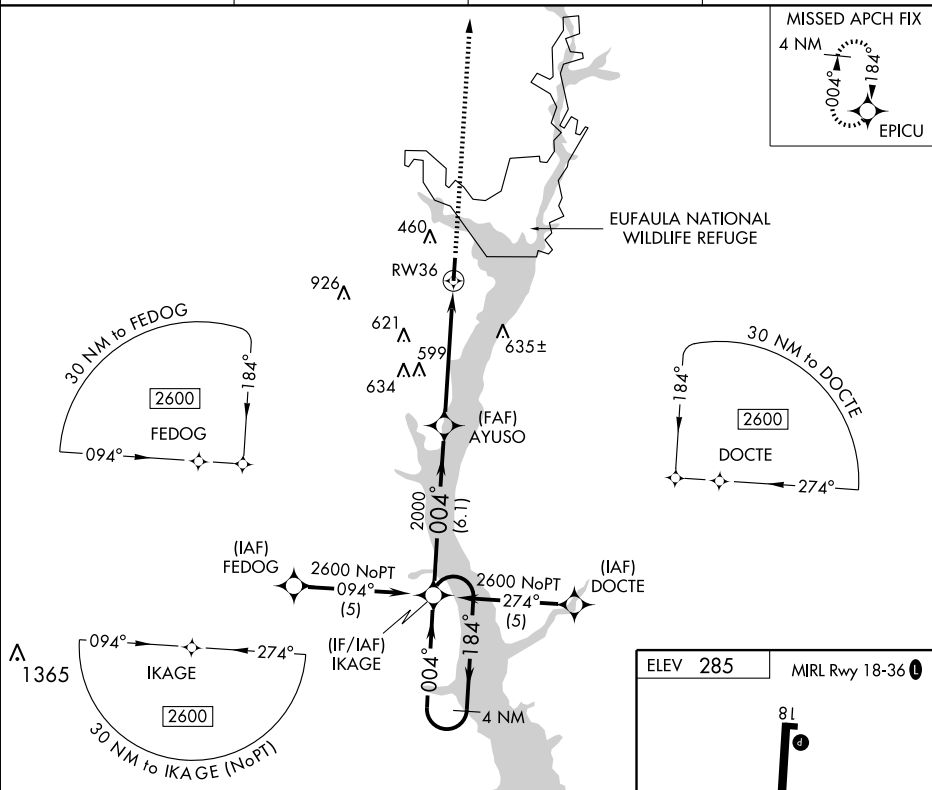 MISSED APCH FIX
4 NM
004°
184°
EPICU
EUFAULA NATIONAL
WILDLIFE REFUGE
460
RW36
926
621
599
634
635±
30 NM to FEDOG
184°
2600
FEDOG
094°
30 NM to DOCTE
184°
2600
DOCTE
274°
(FAF)
AYUSO
2000
004°
(6.1)
(IAF)
FEDOG
2600 NoPT
094°
(5)
2600 NoPT
274°
(5)
(IAF)
DOCTE
(IF/IAF)
IKAGE
004°
184°
4 NM
1365
094°
274°
IKAGE
2600
30 NM to IKAGE (NoPT)
ELEV 285
MIRL Rwy 18-36 L
18
P